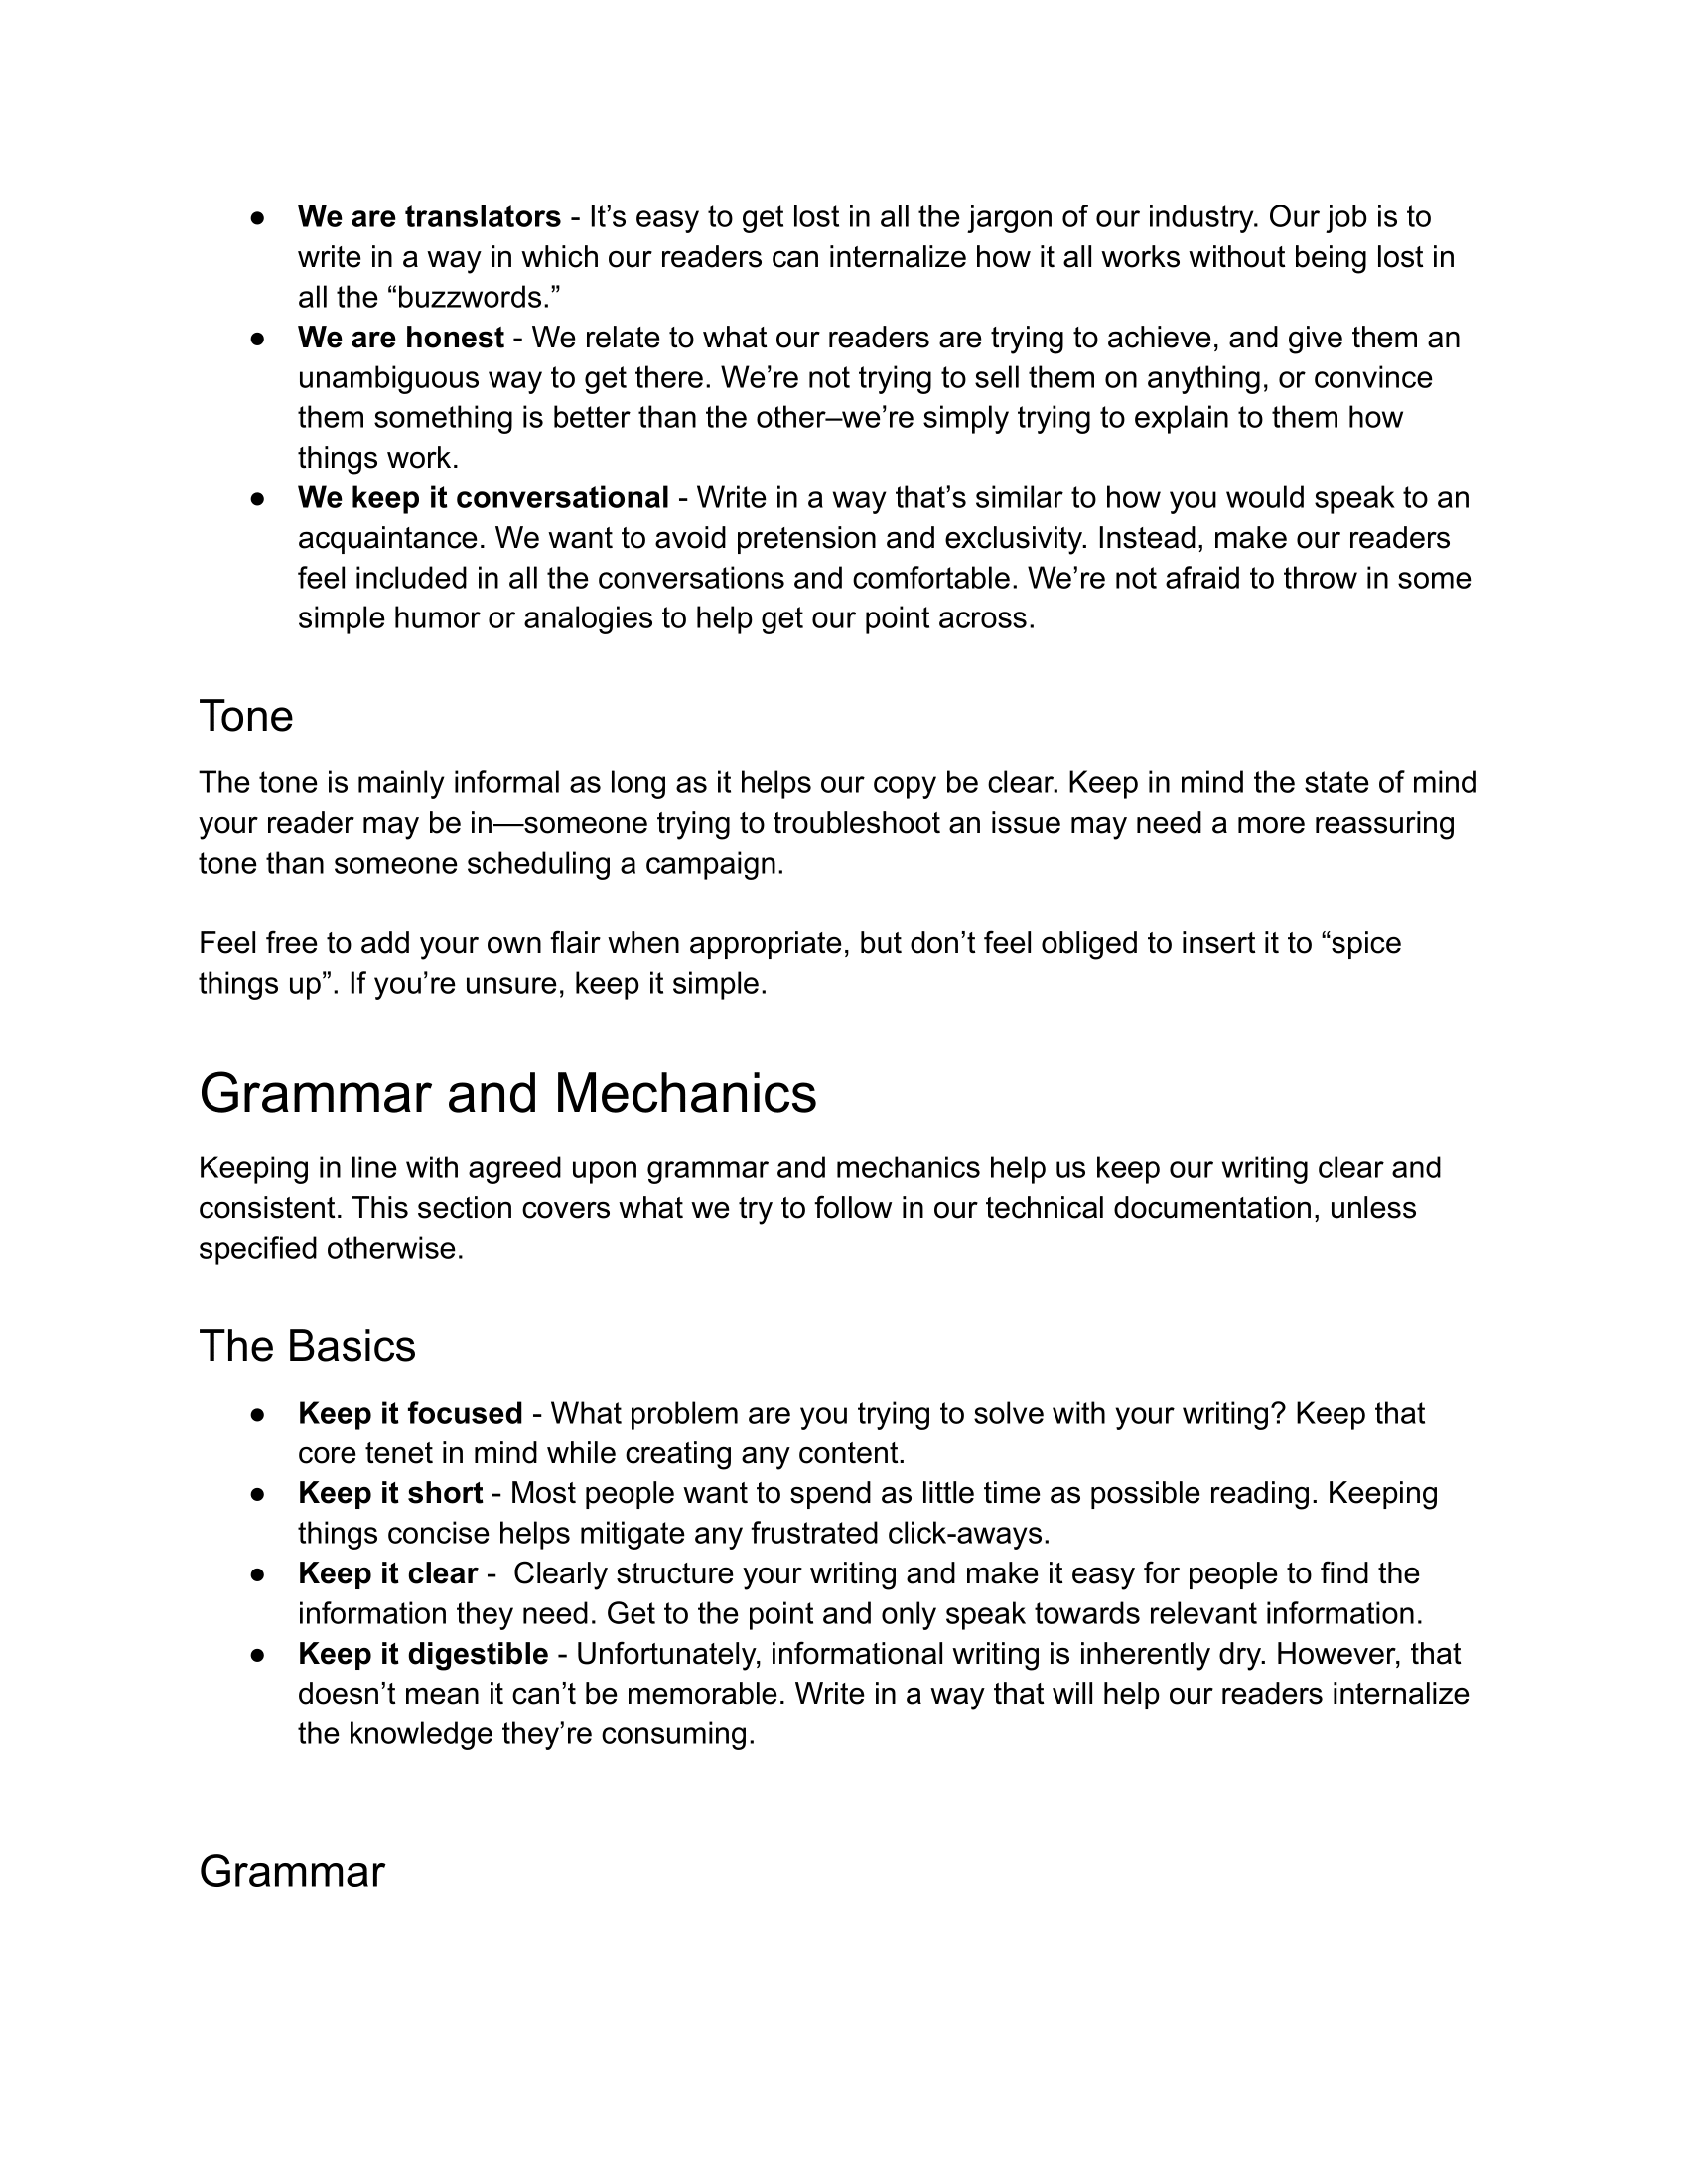 ● We are translators - It’s easy to get lost in all the jargon of our industry. Our job is to
write in a way in which our readers can internalize how it all works without being lost in
all the “buzzwords.”
● We are honest - We relate to what our readers are trying to achieve, and give them an
unambiguous way to get there. We’re not trying to sell them on anything, or convince
them something is better than the other–we’re simply trying to explain to them how
things work.
● We keep it conversational - Write in a way that’s similar to how you would speak to an
acquaintance. We want to avoid pretension and exclusivity. Instead, make our readers
feel included in all the conversations and comfortable. We’re not afraid to throw in some
simple humor or analogies to help get our point across.
Tone
The tone is mainly informal as long as it helps our copy be clear. Keep in mind the state of mind
your reader may be in—someone trying to troubleshoot an issue may need a more reassuring
tone than someone scheduling a campaign.
Feel free to add your own flair when appropriate, but don’t feel obliged to insert it to “spice
things up”. If you’re unsure, keep it simple.
Grammar and Mechanics
Keeping in line with agreed upon grammar and mechanics help us keep our writing clear and
consistent. This section covers what we try to follow in our technical documentation, unless
specified otherwise.
The Basics
● Keep it focused - What problem are you trying to solve with your writing? Keep that
core tenet in mind while creating any content.
● Keep it short - Most people want to spend as little time as possible reading. Keeping
things concise helps mitigate any frustrated click-aways.
● Keep it clear -  Clearly structure your writing and make it easy for people to find the
information they need. Get to the point and only speak towards relevant information.
● Keep it digestible - Unfortunately, informational writing is inherently dry. However, that
doesn’t mean it can’t be memorable. Write in a way that will help our readers internalize
the knowledge they’re consuming.
Grammar